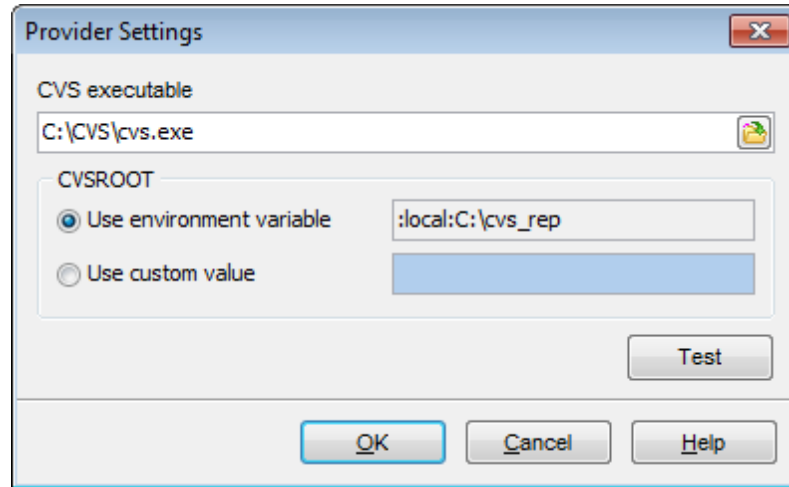 Provider Settings
CVS executable
C:\CVS\cvs.exe
CVSROOT
Use environment variable :local:C:\cvs_rep
Use custom value
Test
OK Cancel Help